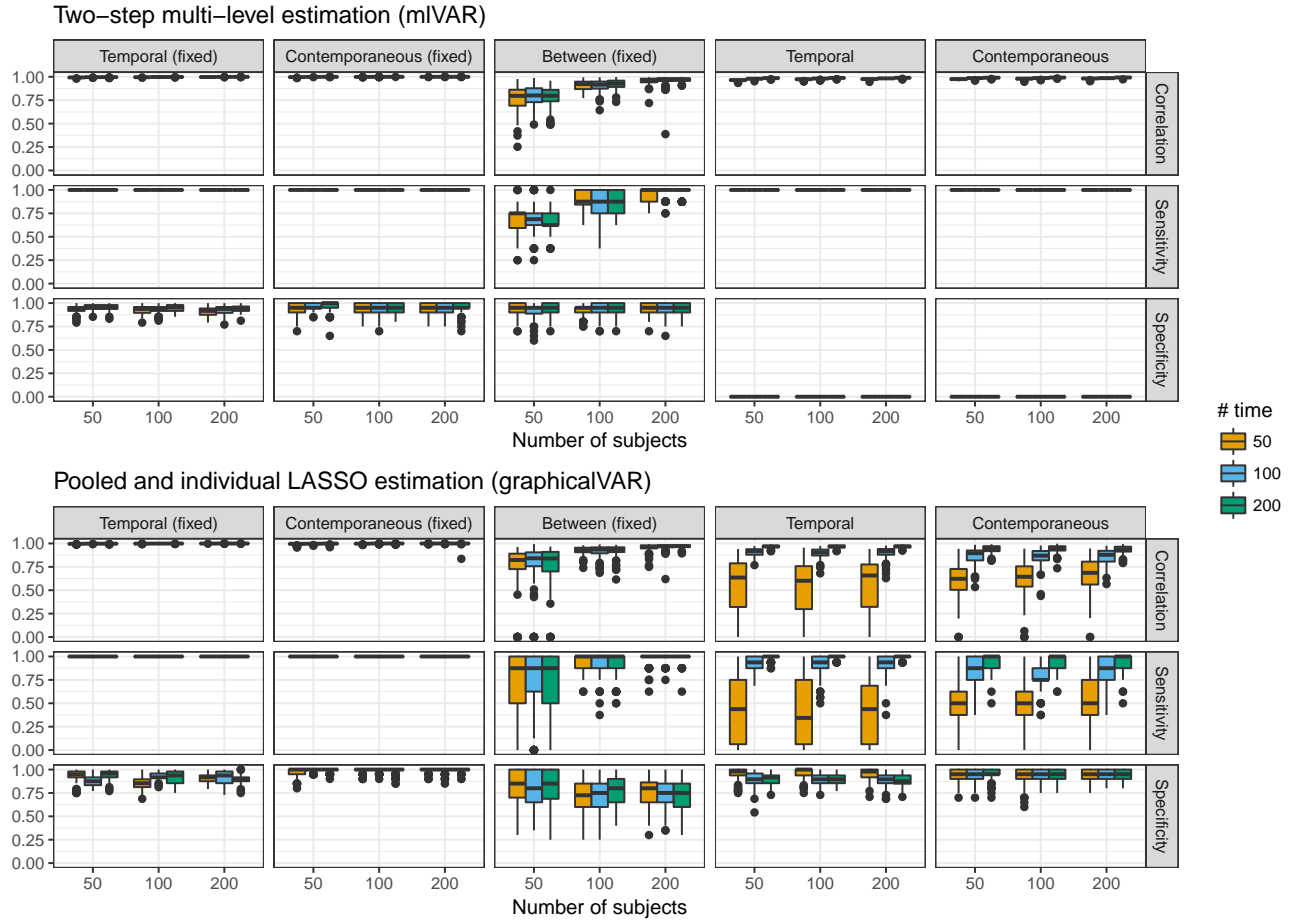 Two−step multi−level estimation (mlVAR)
Temporal (fixed) Contemporaneous (fixed) Between (fixed) Temporal Contemporaneous
1.00
0.75
0.50
0.25
0.00
Correlation
1.00
0.75
0.50
0.25
0.00
Sensitivity
1.00
0.75
0.50
0.25
0.00
Specificity
50 100 200 50 100 200 50 100 200 50 100 200 50 100 200
Number of subjects
# time
50
100
200
Pooled and individual LASSO estimation (graphicalVAR)
Temporal (fixed) Contemporaneous (fixed) Between (fixed) Temporal Contemporaneous
1.00
0.75
0.50
0.25
0.00
Correlation
1.00
0.75
0.50
0.25
0.00
Sensitivity
1.00
0.75
0.50
0.25
0.00
Specificity
50 100 200 50 100 200 50 100 200 50 100 200 50 100 200
Number of subjects